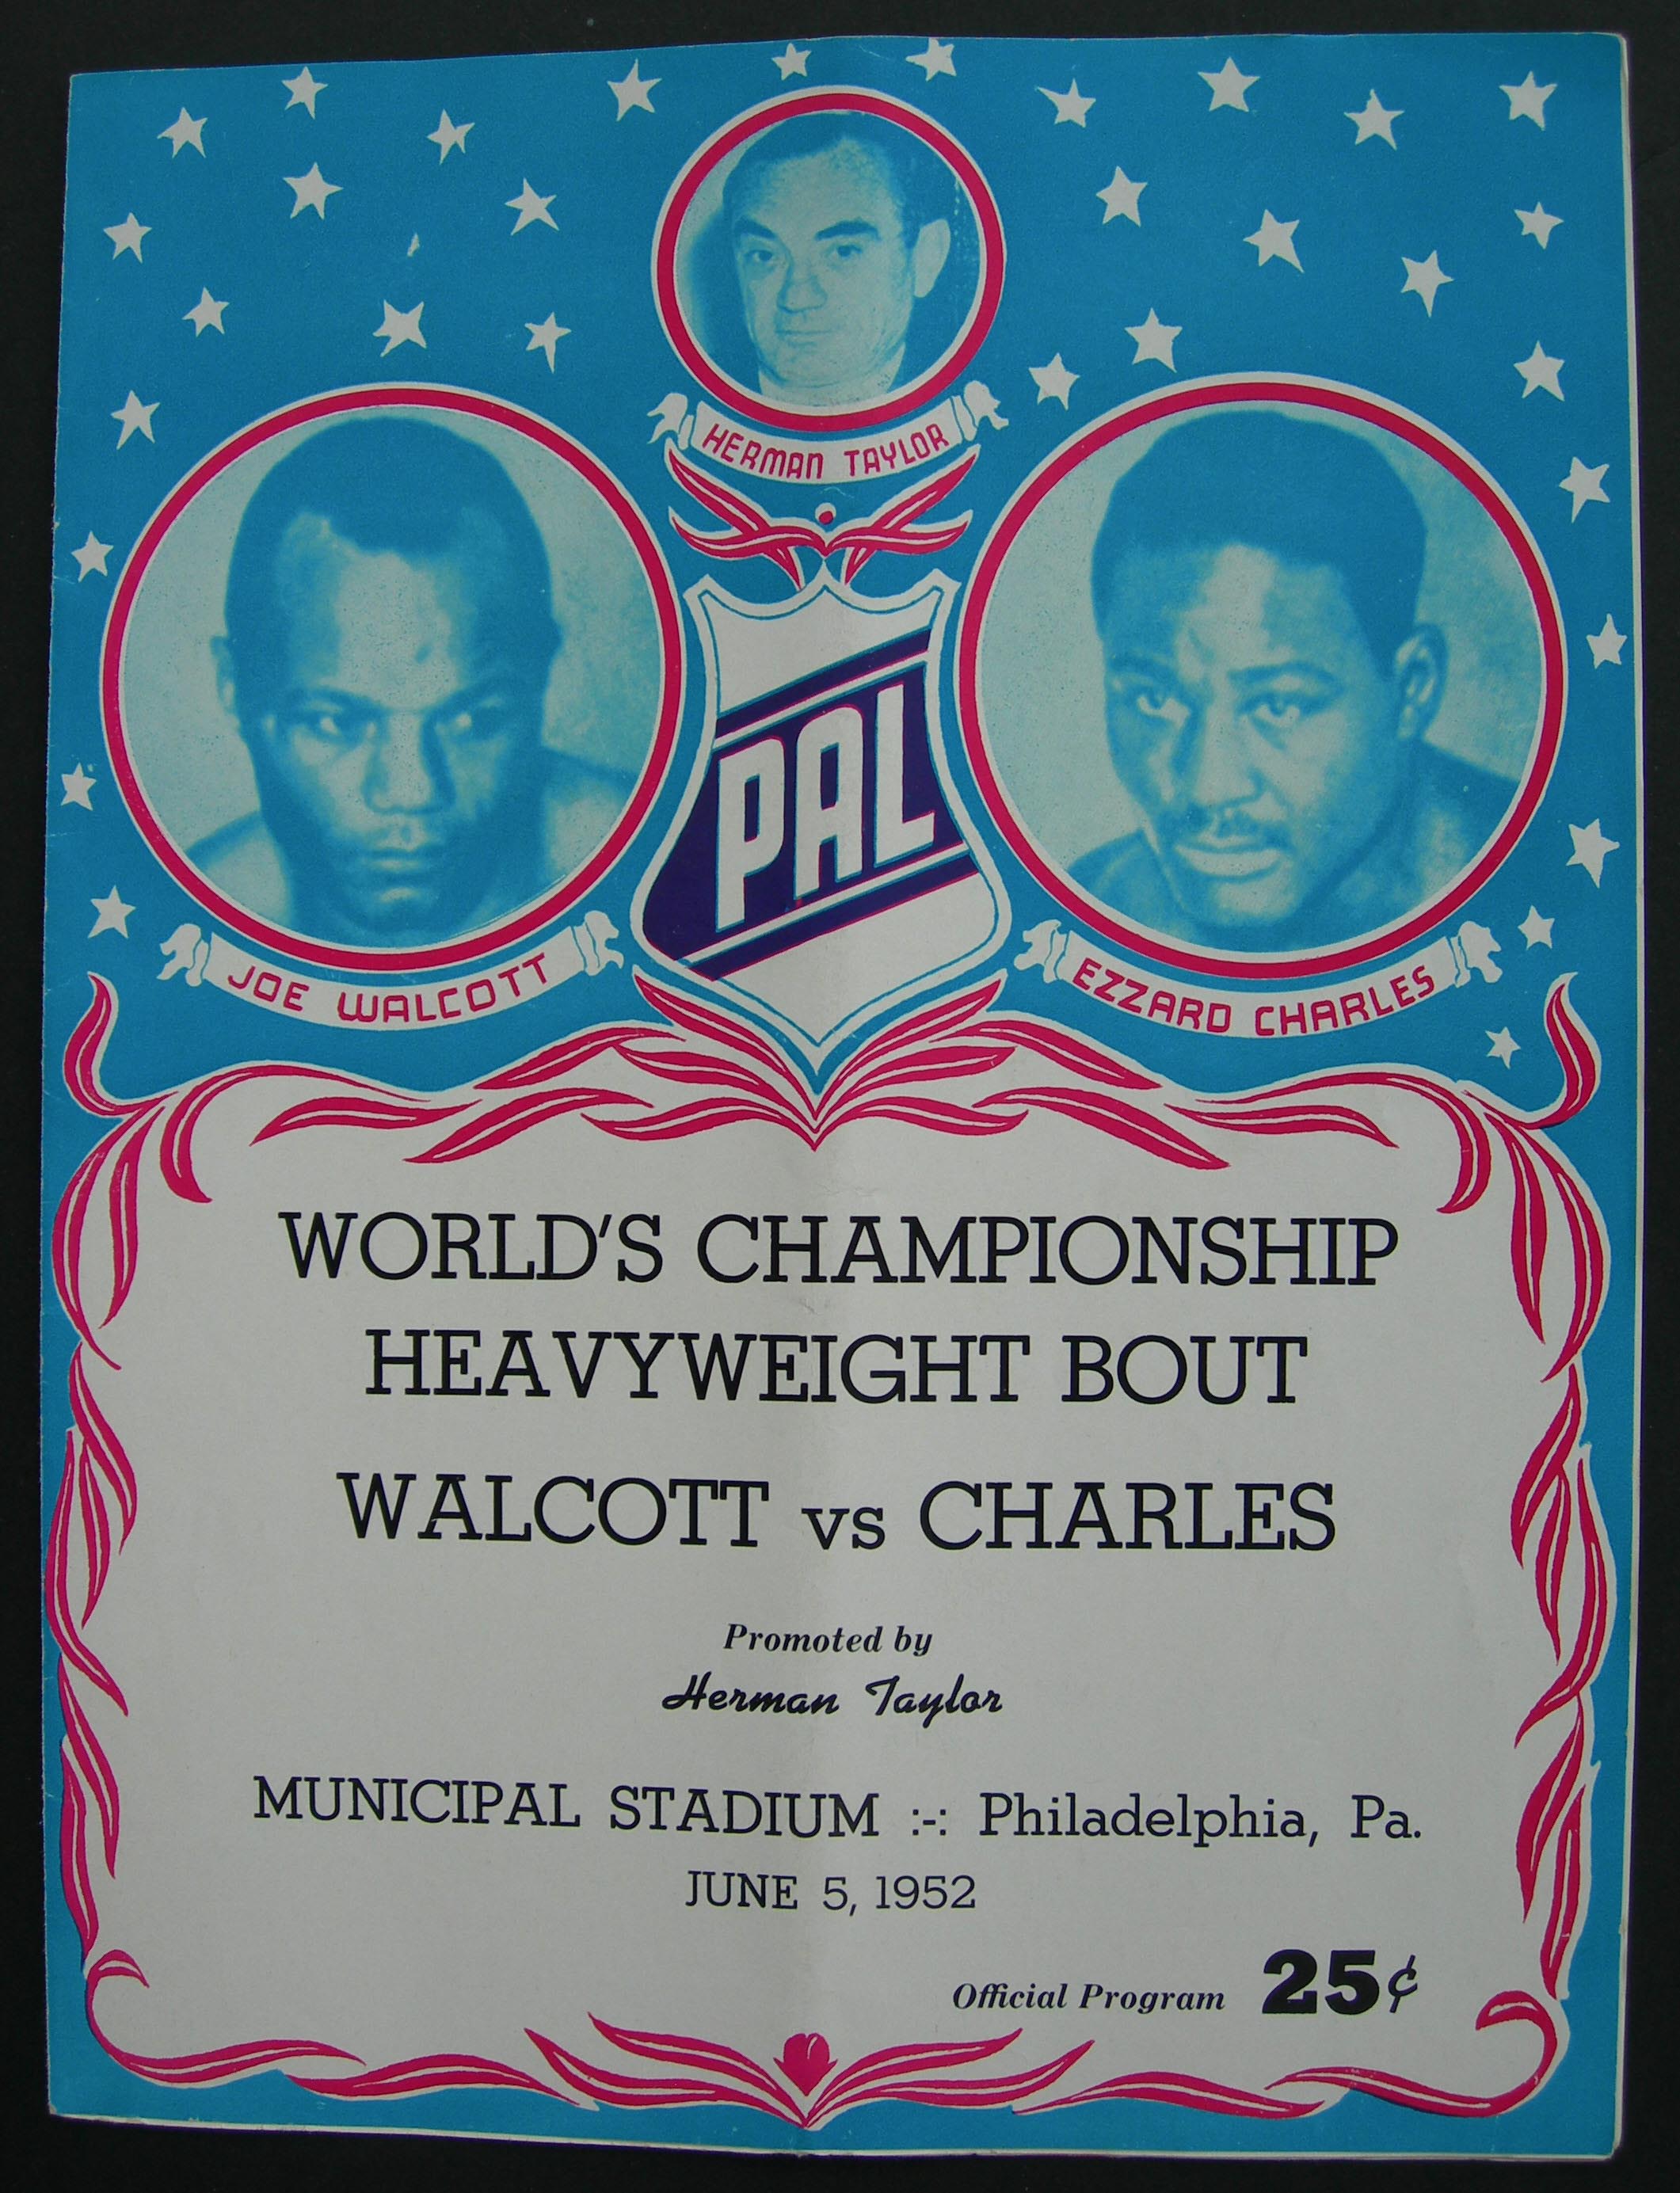 HERMAN TAYLOR
PAL
JOE WALCOTT
EZZARD CHARLES
WORLD'S CHAMPIONSHIP
HEAVYWEIGHT BOUT
WALCOTT vs CHARLES
Promoted by
Herman Taylor
MUNICIPAL STADIUM :-: Philadelphia, Pa.
JUNE 5, 1952
Official Program 25¢